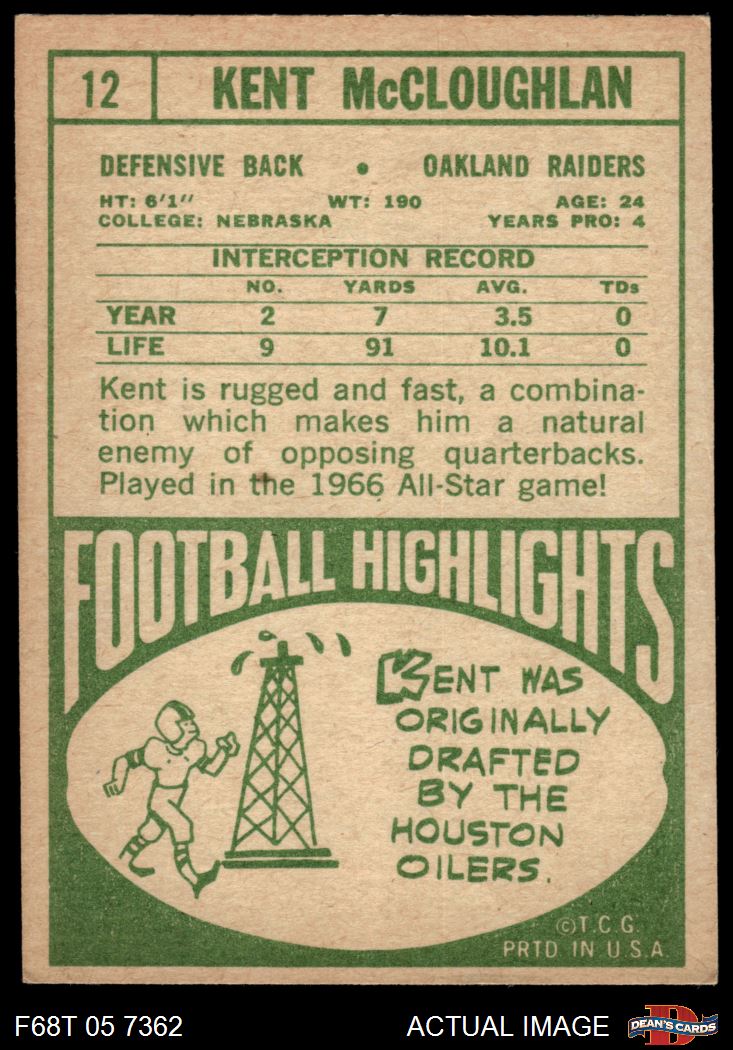 12 KENT McCLOUGHLAN
DEFENSIVE BACK • OAKLAND RAIDERS
HT: 6'1" WT: 190 AGE: 24
COLLEGE: NEBRASKA YEARS PRO: 4
INTERCEPTION RECORD
NO. YARDS AVG. TDs
YEAR 2 7 3.5 0
LIFE 9 91 10.1 0
Kent is rugged and fast, a combina-
tion which makes him a natural
enemy of opposing quarterbacks.
Played in the 1966 All-Star game!
FOOTBALL HIGHLIGHTS
KENT WAS
ORIGINALLY
DRAFTED
BY THE
HOUSTON
OILERS.
©T.C.G.
PRTD IN U.S.A.
F68T 05 7362 ACTUAL IMAGE D DEAN'S CARDS